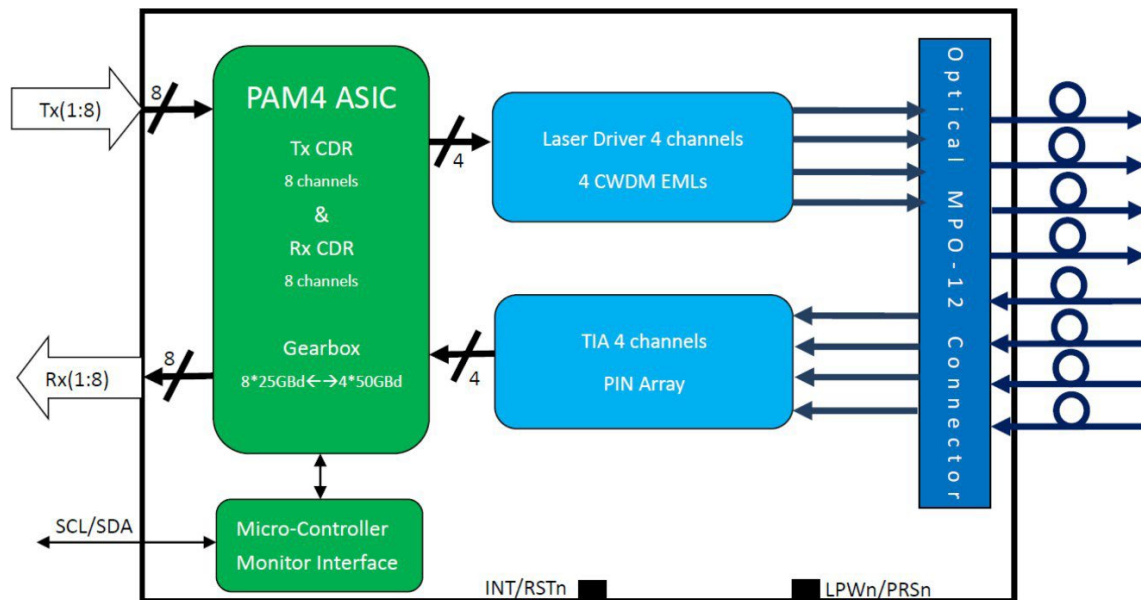 Tx(1:8)
8
PAM4 ASIC
Tx CDR
8 channels
&
Rx CDR
8 channels
Gearbox
8*25GBd←→4*50GBd
4
Laser Driver 4 channels
4 CWDM EMLs
Optical MPO-12 Connector
TIA 4 channels
PIN Array
4
8
Rx(1:8)
SCL/SDA
Micro-Controller
Monitor Interface
INT/RSTn
LPWn/PRSn